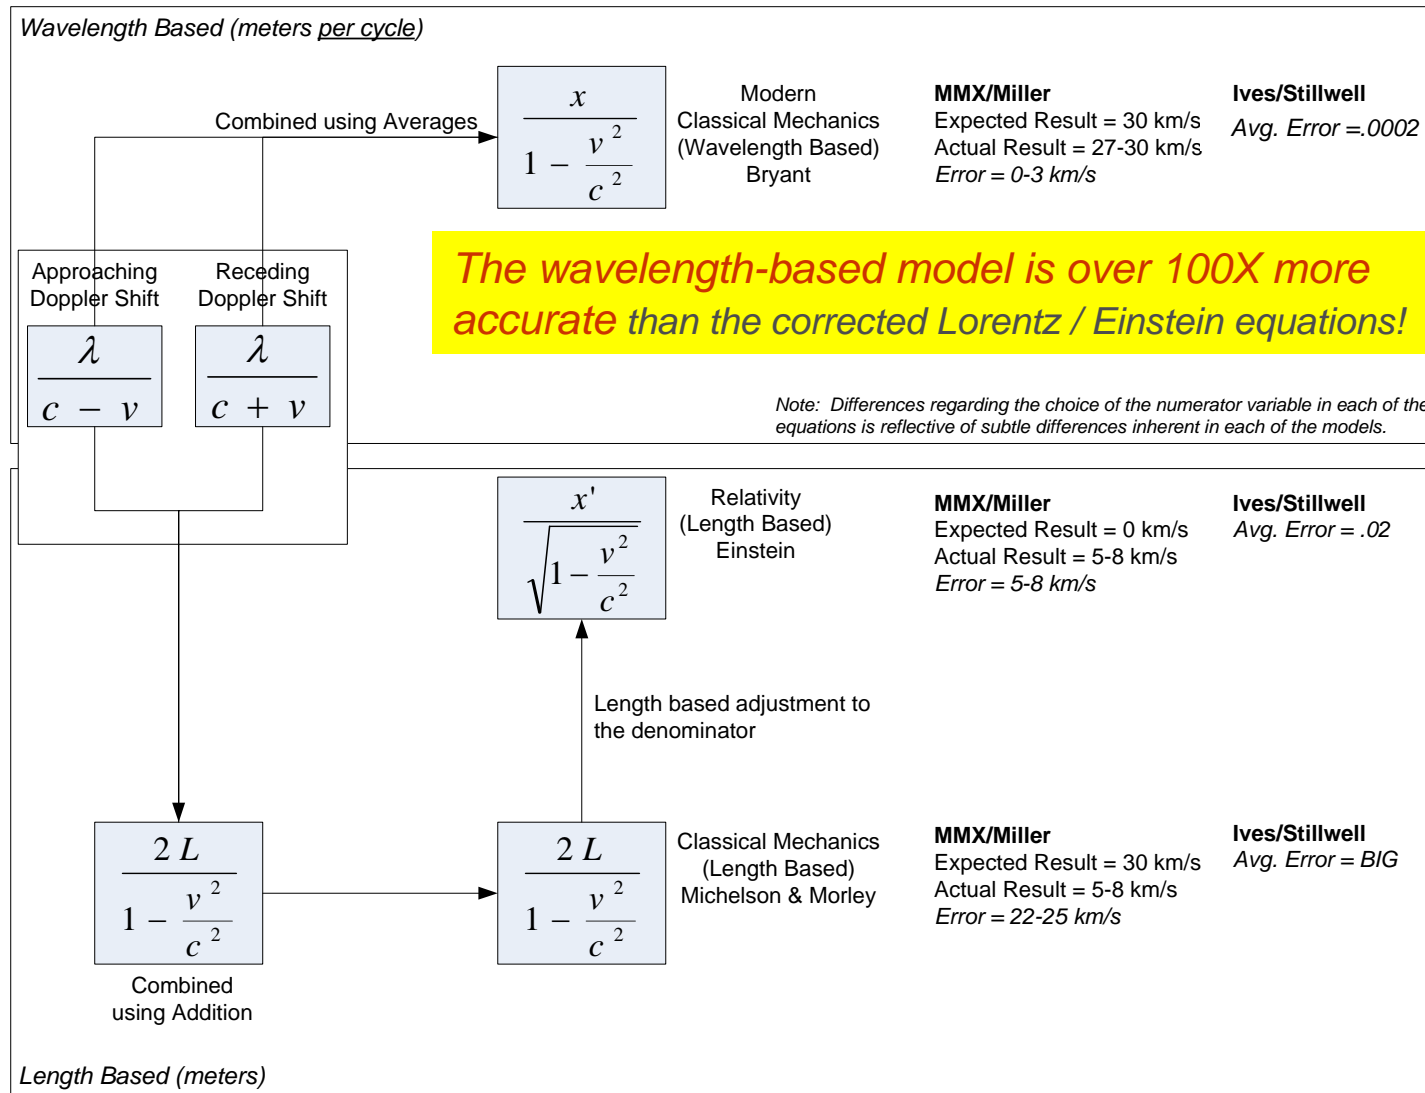 Wavelength Based (meters per cycle)
Combined using Averages
x
1 − v²
c²
Modern
Classical Mechanics
(Wavelength Based)
Bryant
MMX/Miller
Expected Result = 30 km/s
Actual Result = 27-30 km/s
Error = 0-3 km/s
Ives/Stillwell
Avg. Error =.0002
Approaching
Doppler Shift
Receding
Doppler Shift
λ
c − v
λ
c + v
The wavelength-based model is over 100X more
accurate than the corrected Lorentz / Einstein equations!
Note: Differences regarding the choice of the numerator variable in each of the
equations is reflective of subtle differences inherent in each of the models.
x'
√1 − v²
c²
Relativity
(Length Based)
Einstein
MMX/Miller
Expected Result = 0 km/s
Actual Result = 5-8 km/s
Error = 5-8 km/s
Ives/Stillwell
Avg. Error = .02
Length based adjustment to
the denominator
2 L
1 − v²
c²
Combined
using Addition
2 L
1 − v²
c²
Classical Mechanics
(Length Based)
Michelson & Morley
MMX/Miller
Expected Result = 30 km/s
Actual Result = 5-8 km/s
Error = 22-25 km/s
Ives/Stillwell
Avg. Error = BIG
Length Based (meters)